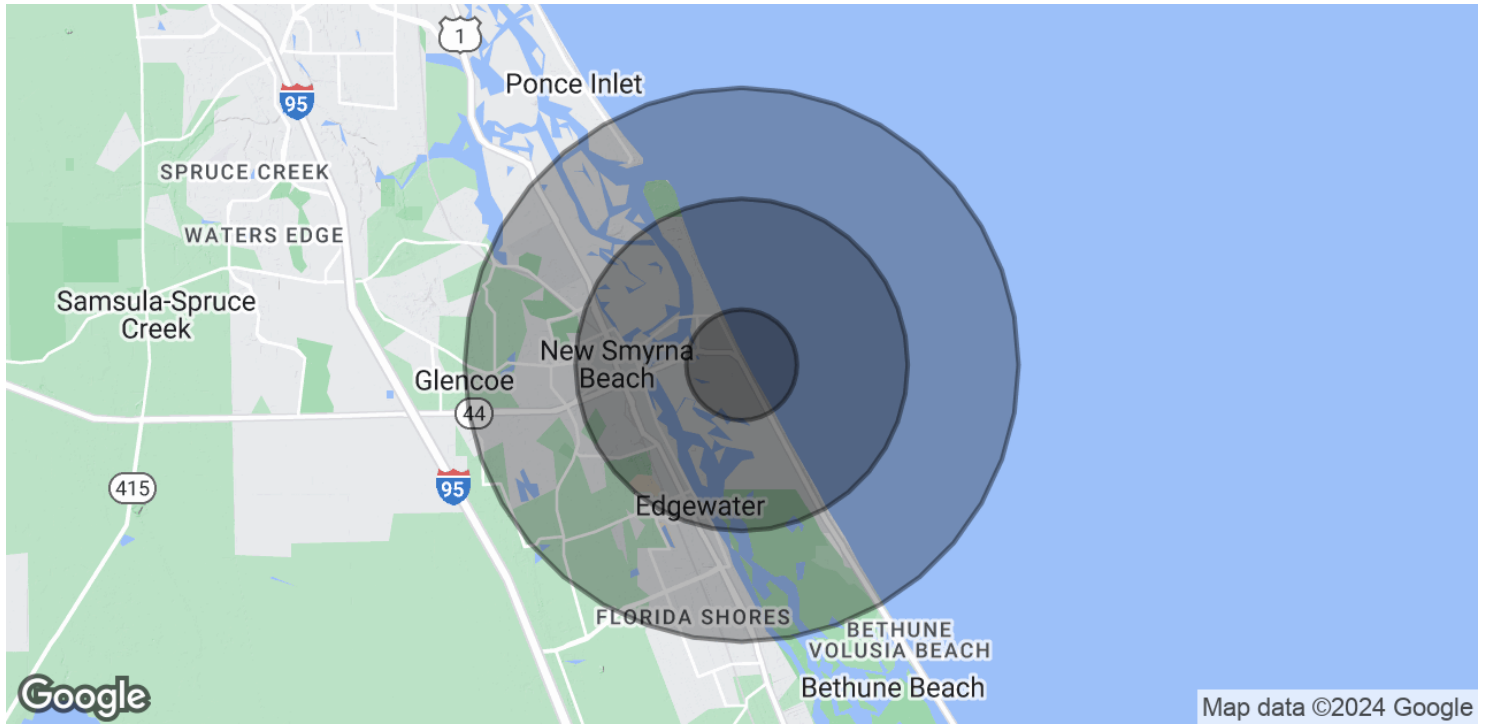 1
Ponce Inlet
95
SPRUCE CREEK
WATERS EDGE
Samsula-Spruce
Creek
New Smyrna
Beach
Glencoe
44
415
95
Edgewater
FLORIDA SHORES
BETHUNE
VOLUSIA BEACH
Bethune Beach
Google
Map data ©2024 Google